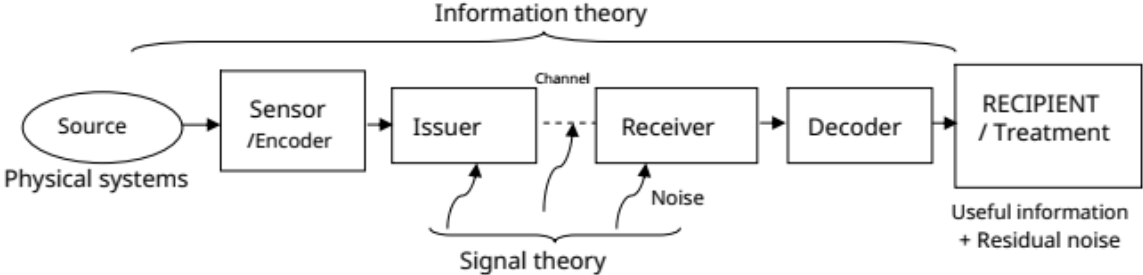 Information theory
Channel
Source
Sensor
/Encoder
Issuer
Receiver
Decoder
RECIPIENT
/ Treatment
Physical systems
Noise
Useful information
+ Residual noise
Signal theory